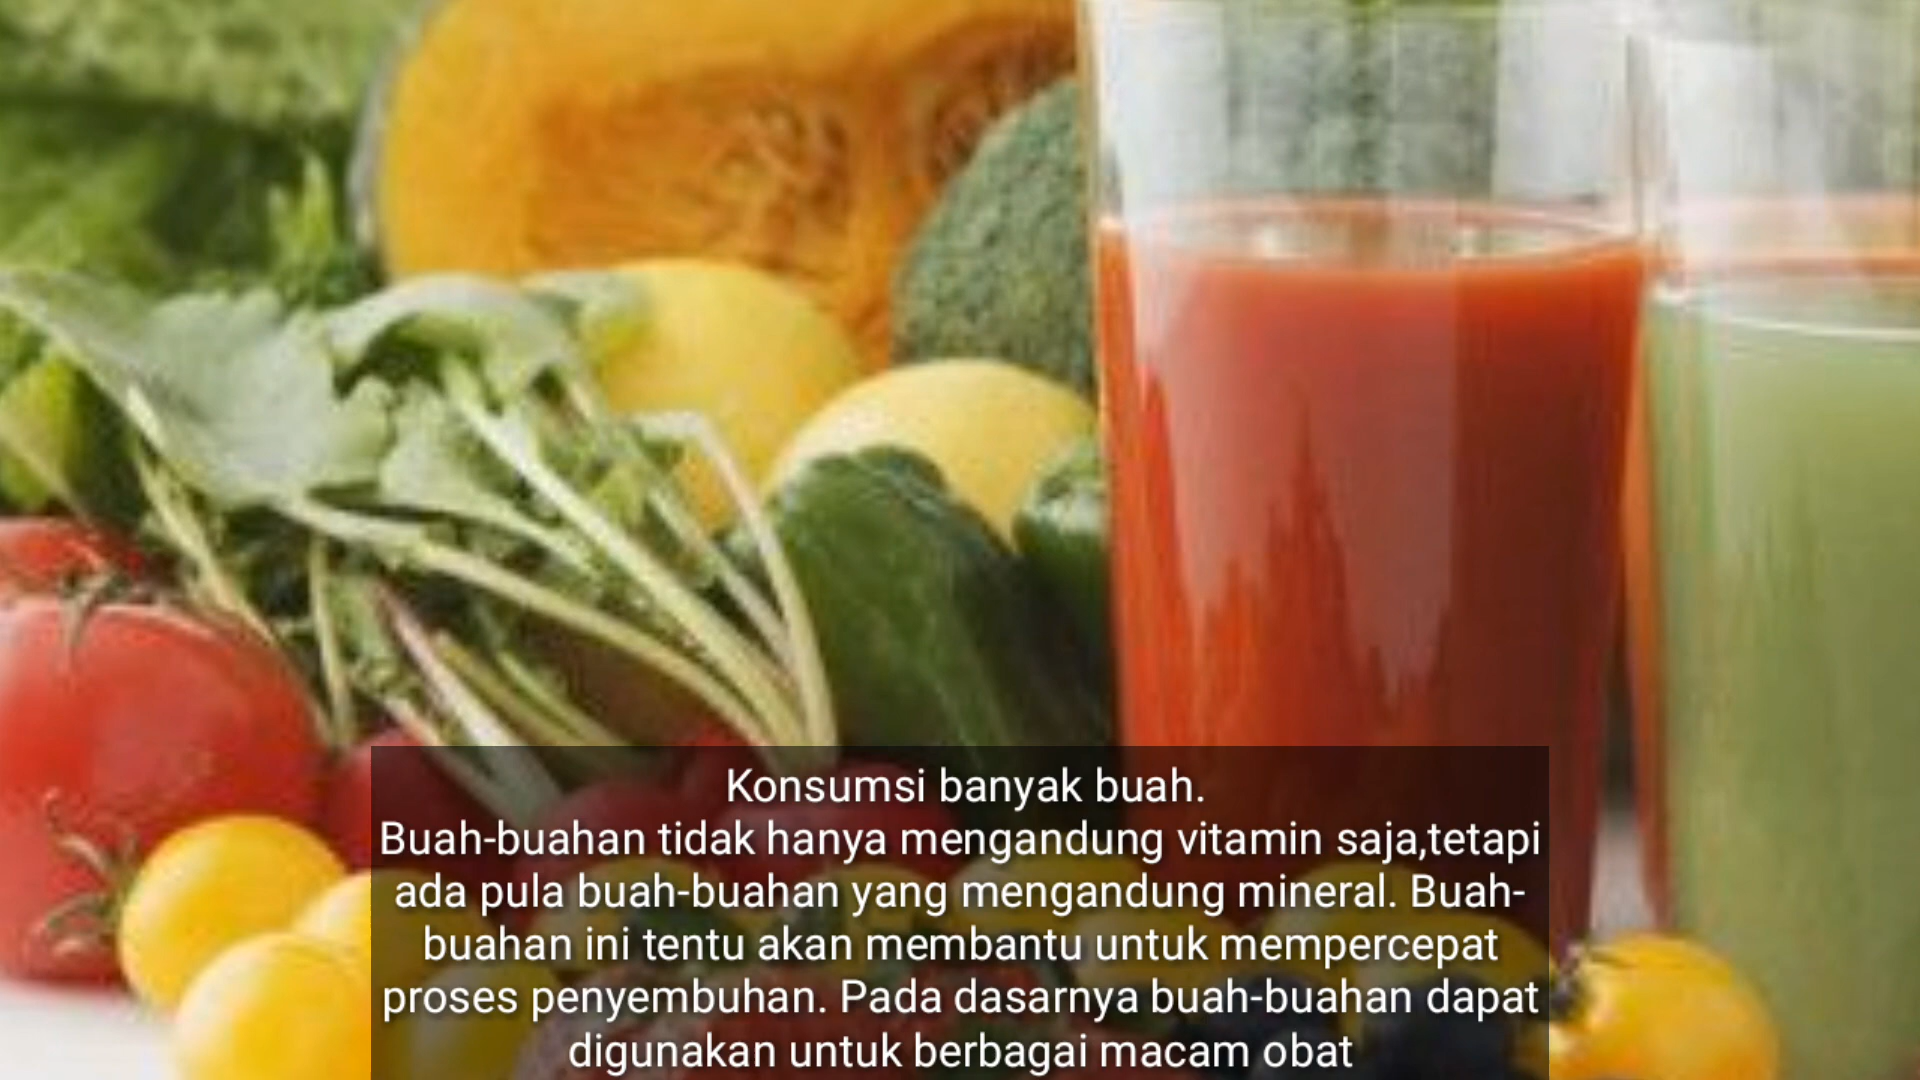 Konsumsi banyak buah.
Buah-buahan tidak hanya mengandung vitamin saja,tetapi
ada pula buah-buahan yang mengandung mineral. Buah-
buahan ini tentu akan membantu untuk mempercepat
proses penyembuhan. Pada dasarnya buah-buahan dapat
digunakan untuk berbagai macam obat